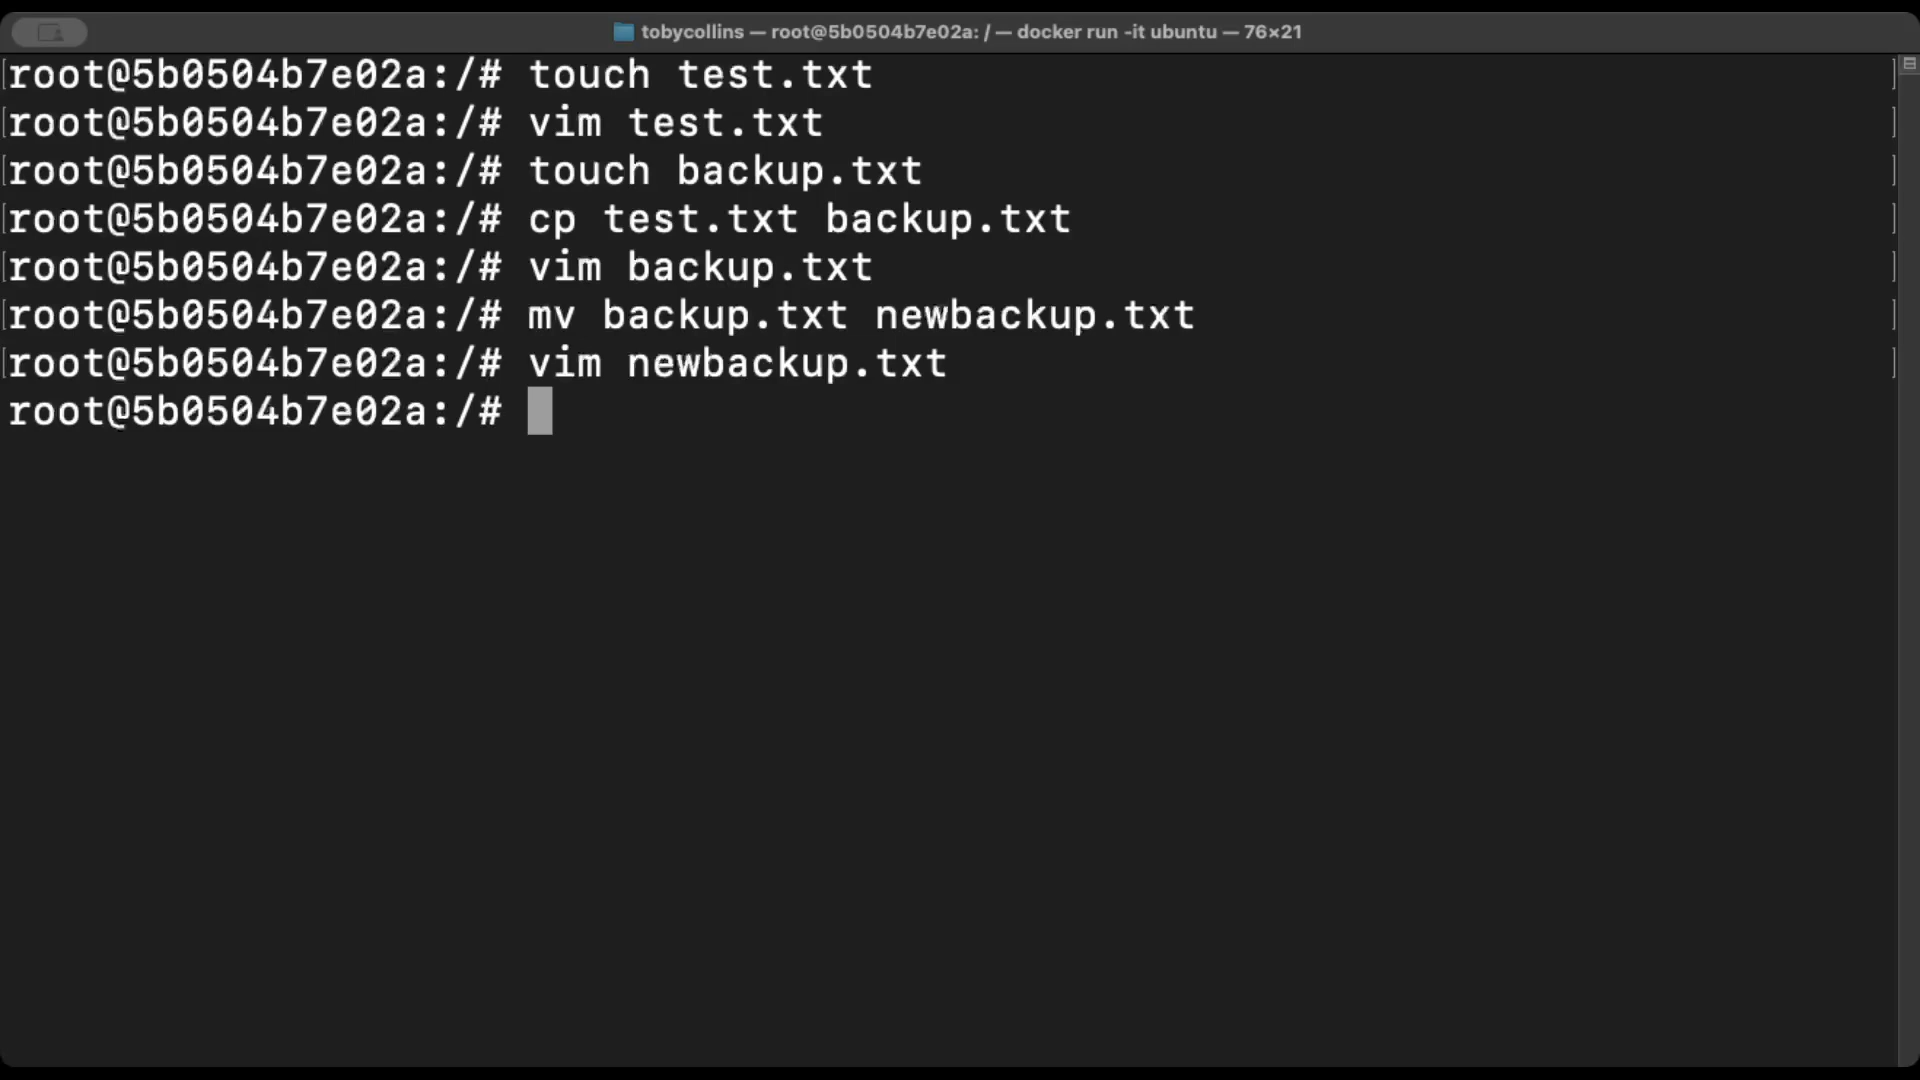 tobycollins — root@5b0504b7e02a: / — docker run -it ubuntu — 76×21
[root@5b0504b7e02a:/# touch test.txt ]
[root@5b0504b7e02a:/# vim test.txt ]
[root@5b0504b7e02a:/# touch backup.txt ]
[root@5b0504b7e02a:/# cp test.txt backup.txt ]
[root@5b0504b7e02a:/# vim backup.txt ]
[root@5b0504b7e02a:/# mv backup.txt newbackup.txt ]
[root@5b0504b7e02a:/# vim newbackup.txt ]
root@5b0504b7e02a:/#